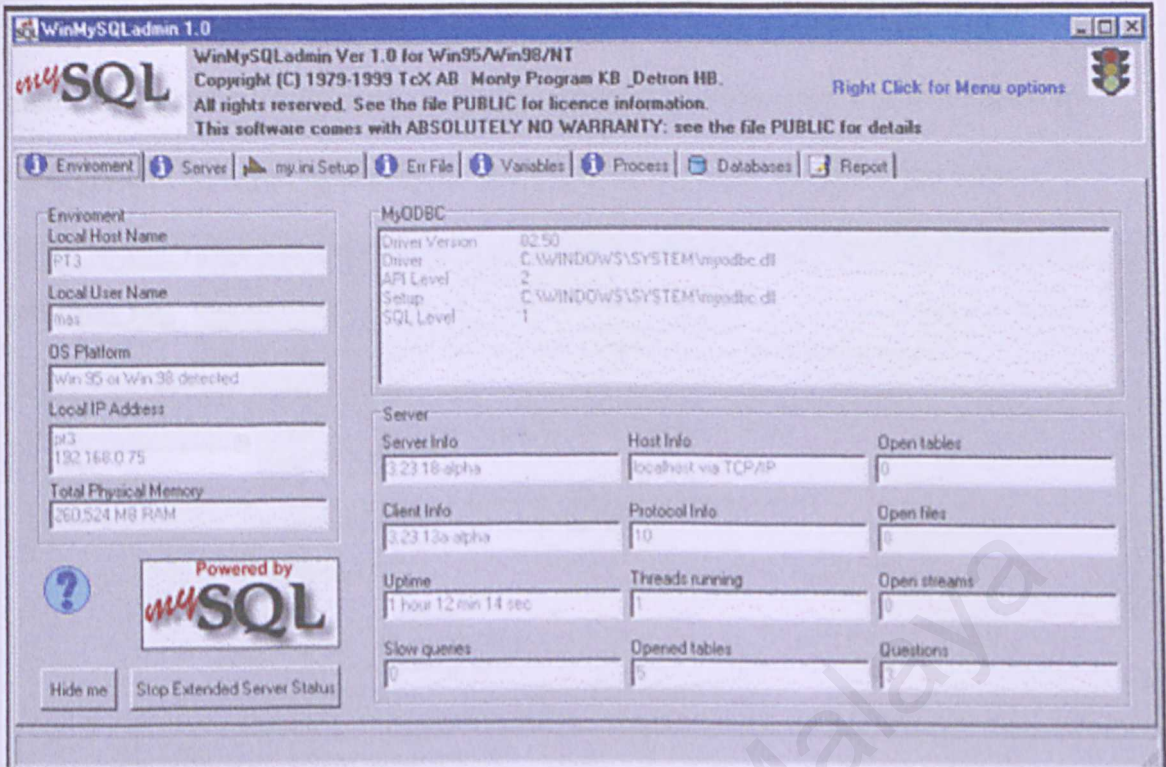 WinMySQLadmin 1.0
mySQL
WinMySQLadmin Ver 1.0 for Win95/Win98/NT
Copyright (C) 1979-1999 TcX AB Monty Program KB _Detron HB.
All rights reserved. See the file PUBLIC for licence information.
This software comes with ABSOLUTELY NO WARRANTY: see the file PUBLIC for details
Right Click for Menu options
Enviroment Server my.ini Setup Err File Variables Process Databases Report
Enviroment
Local Host Name
PT3
Local User Name
mas
OS Platform
Win 95 or Win 98 detected
Local IP Address
pt3
192.168.0.75
Total Physical Memory
260.524 MB RAM
Powered by
mySQL
Hide me
Stop Extended Server Status
MyODBC
Driver Version 02.50
Driver C:\WINDOWS\SYSTEM\myodbc.dll
API Level 2
Setup C:\WINDOWS\SYSTEM\myodbc.dll
SQL Level 1
Server
Server Info Host Info Open tables
3.23.18-alpha localhost via TCP/IP 0
Client Info Protocol Info Open files
3.23.13a-alpha 10
Uptime Threads running Open streams
1 hour 12 min 14 sec 1 0
Slow queries Opened tables Questions
0 5
Malaya